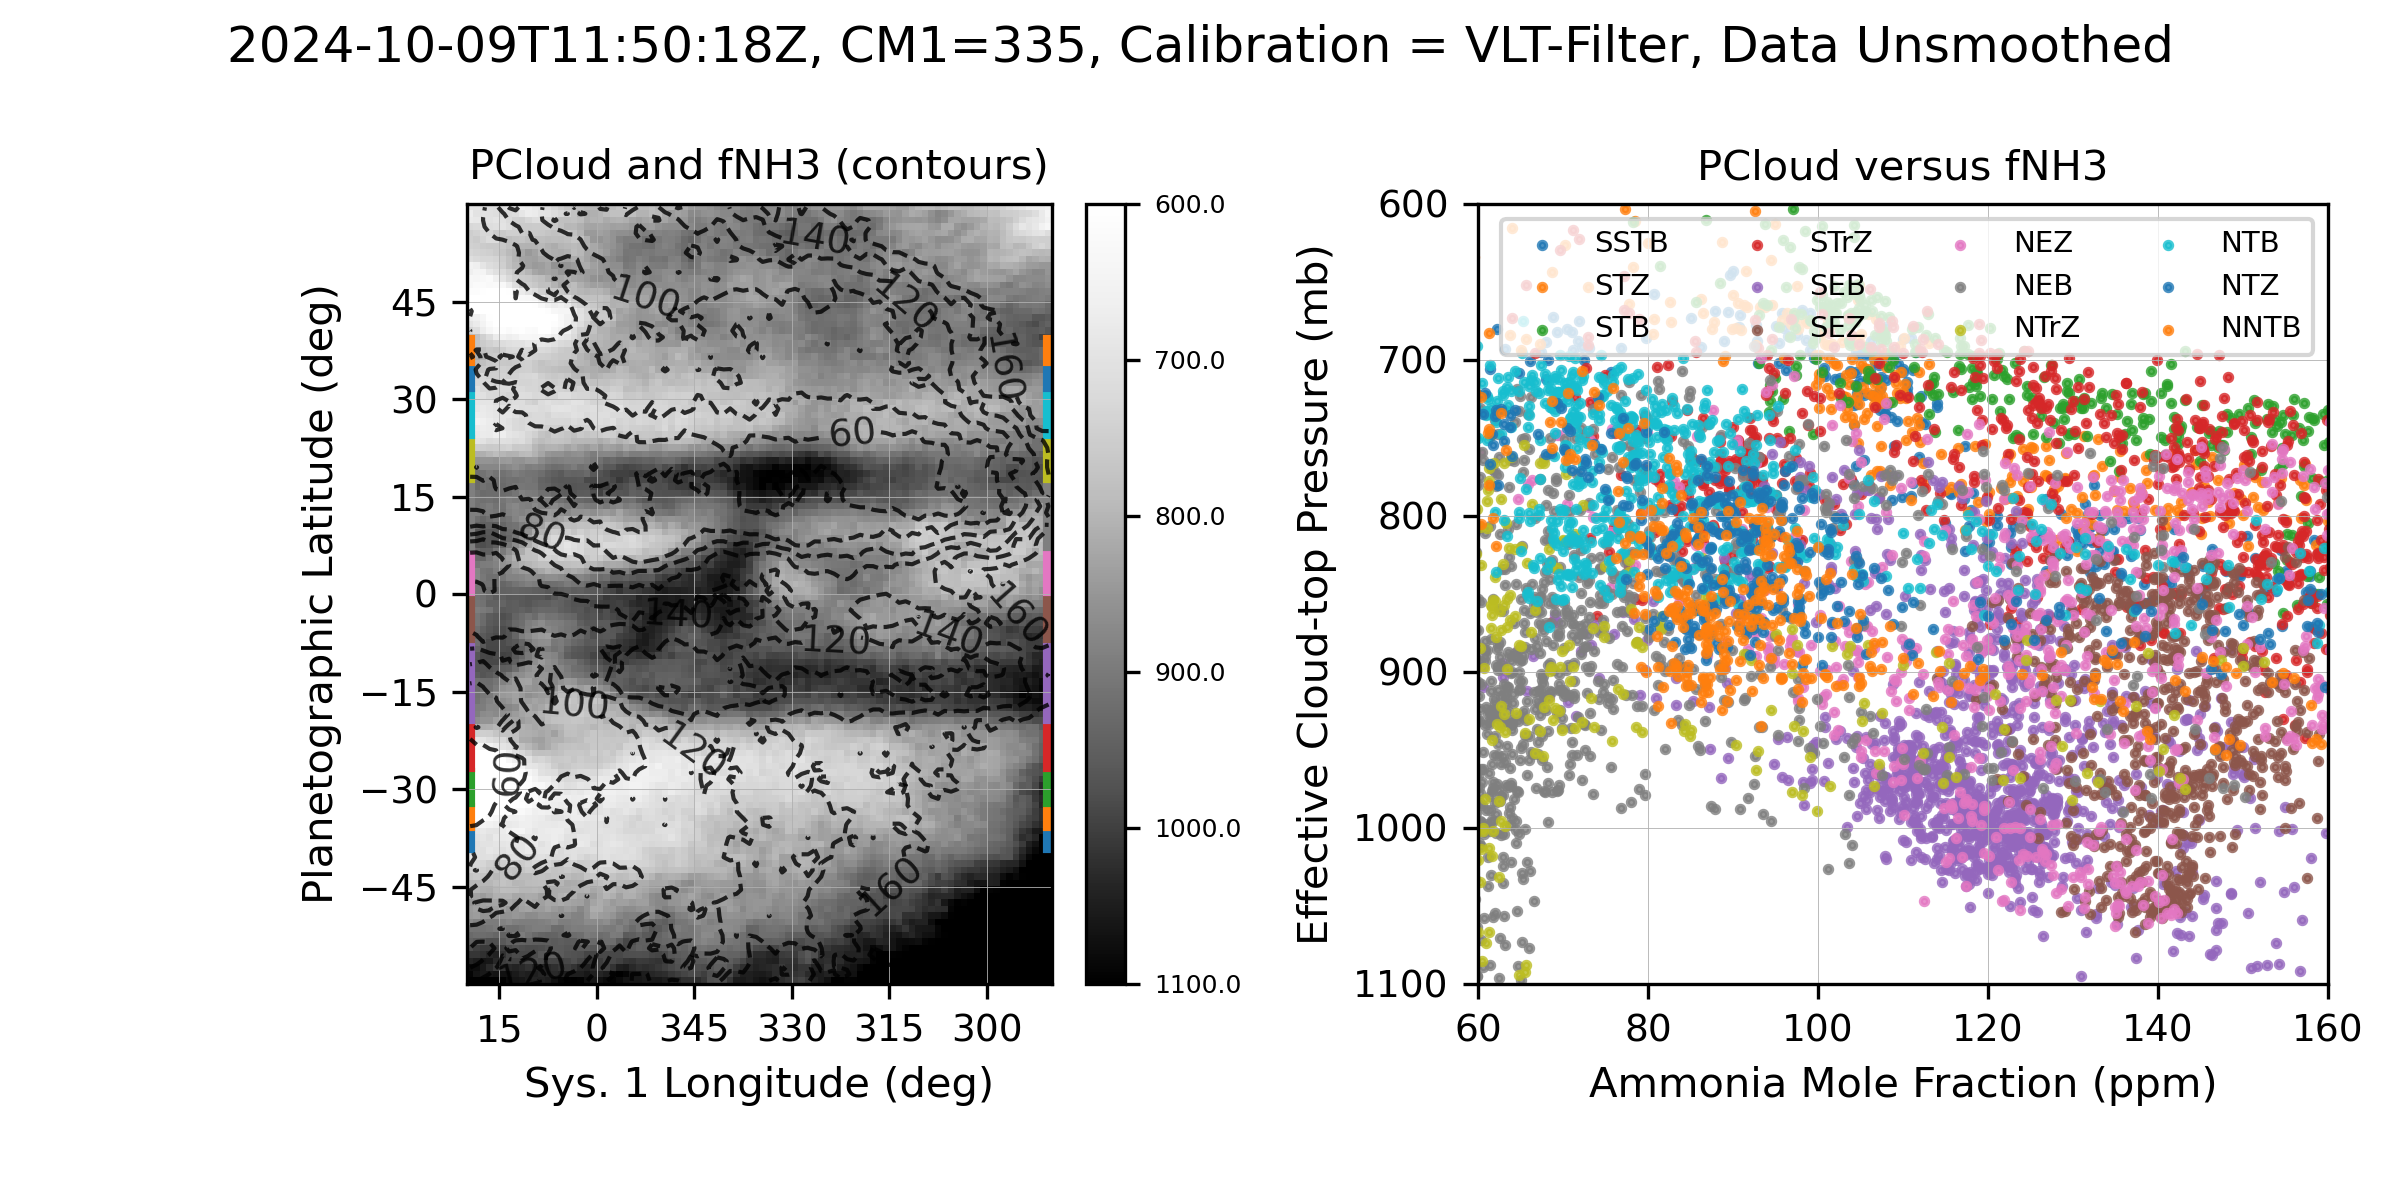 2024-10-09T11:50:18Z, CM1=335, Calibration = VLT-Filter, Data Unsmoothed
PCloud and fNH3 (contours)
Planetographic Latitude (deg)
45
30
15
0
−15
−30
−45
15 0 345 330 315 300
Sys. 1 Longitude (deg)
140
100
120
160
60
80
140
120
140
160
100
120
60
80
160
120
600.0
700.0
800.0
900.0
1000.0
1100.0
PCloud versus fNH3
Effective Cloud-top Pressure (mb)
600
700
800
900
1000
1100
SSTB STrZ NEZ NTB
STZ SEB NEB NTZ
STB SEZ NTrZ NNTB
60 80 100 120 140 160
Ammonia Mole Fraction (ppm)